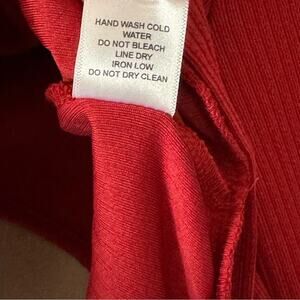 HAND WASH COLD
WATER
DO NOT BLEACH
LINE DRY
IRON LOW
DO NOT DRY CLEAN